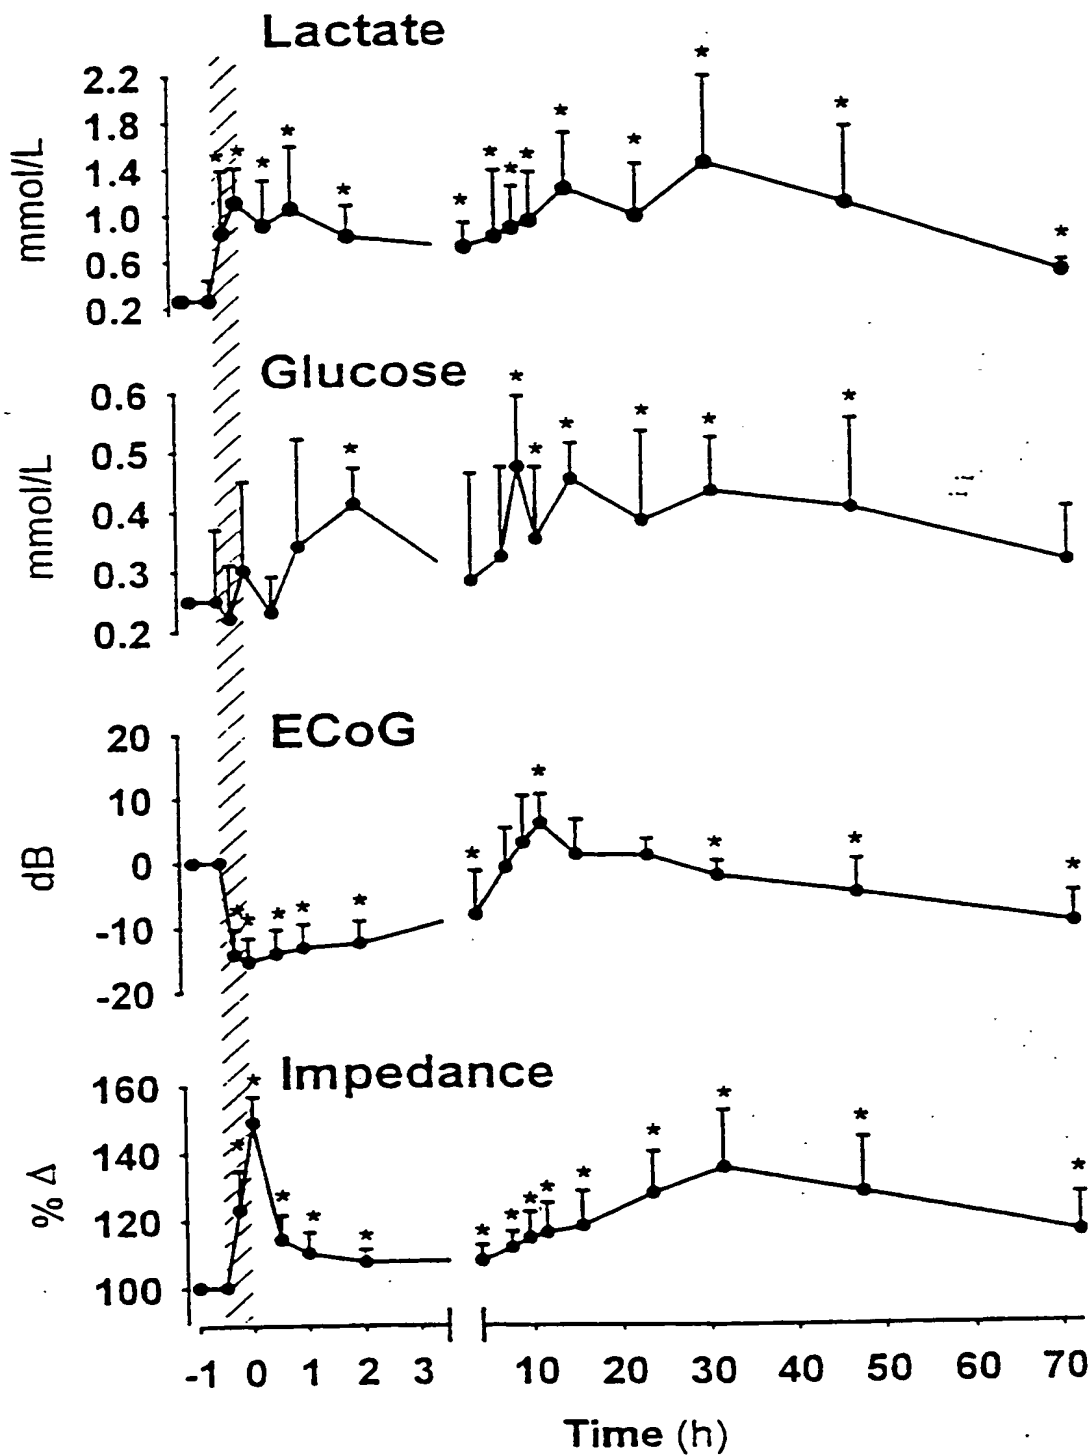 Lactate
2.2
1.8
1.4
1.0
0.6
0.2
mmol/L
* * * * * * * * * * * * * * *
Glucose
0.6
0.5
0.4
0.3
0.2
mmol/L
* * * * * * *
ECoG
20
10
0
-10
-20
dB
* * * * * * * * * *
Impedance
160
140
120
100
% Δ
* * * * * * * * * * * * * *
-1 0 1 2 3 10 20 30 40 50 60 70
Time (h)